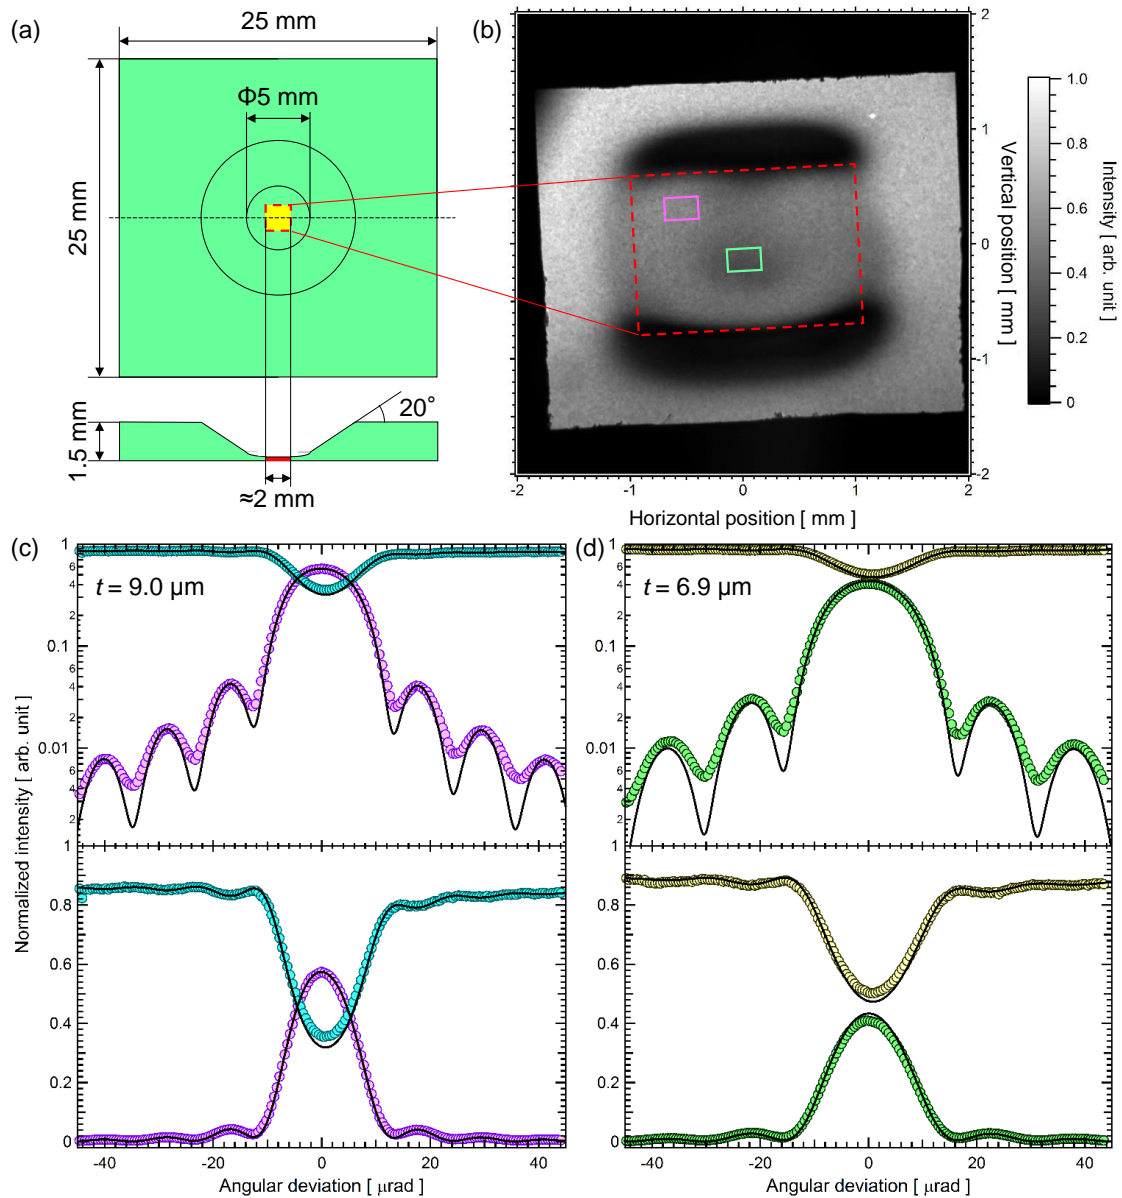 (a)
25 mm
25 mm
Φ5 mm
20°
1.5 mm
≈2 mm
(b)
2
1
0
-1
-2
Vertical position [ mm ]
-2 -1 0 1 2
Horizontal position [ mm ]
1.0
0.8
0.6
0.4
0.2
0
Intensity [ arb. unit ]
(c)
t = 9.0 µm
1
6
4
2
0.1
6
4
2
0.01
6
4
2
1
0.8
0.6
0.4
0.2
0
Normalized intensity [ arb. unit ]
-40 -20 0 20 40
Angular deviation [ µrad ]
(d)
t = 6.9 µm
1
6
4
2
0.1
6
4
2
0.01
6
4
2
1
0.8
0.6
0.4
0.2
0
-40 -20 0 20 40
Angular deviation [ µrad ]